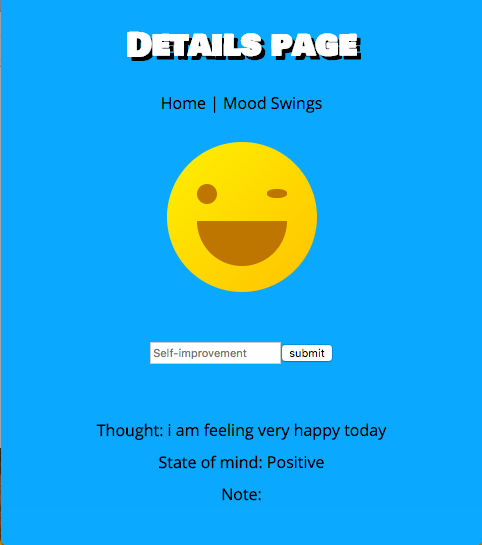 Details page
Home | Mood Swings
Self-improvement submit
Thought: i am feeling very happy today
State of mind: Positive
Note: